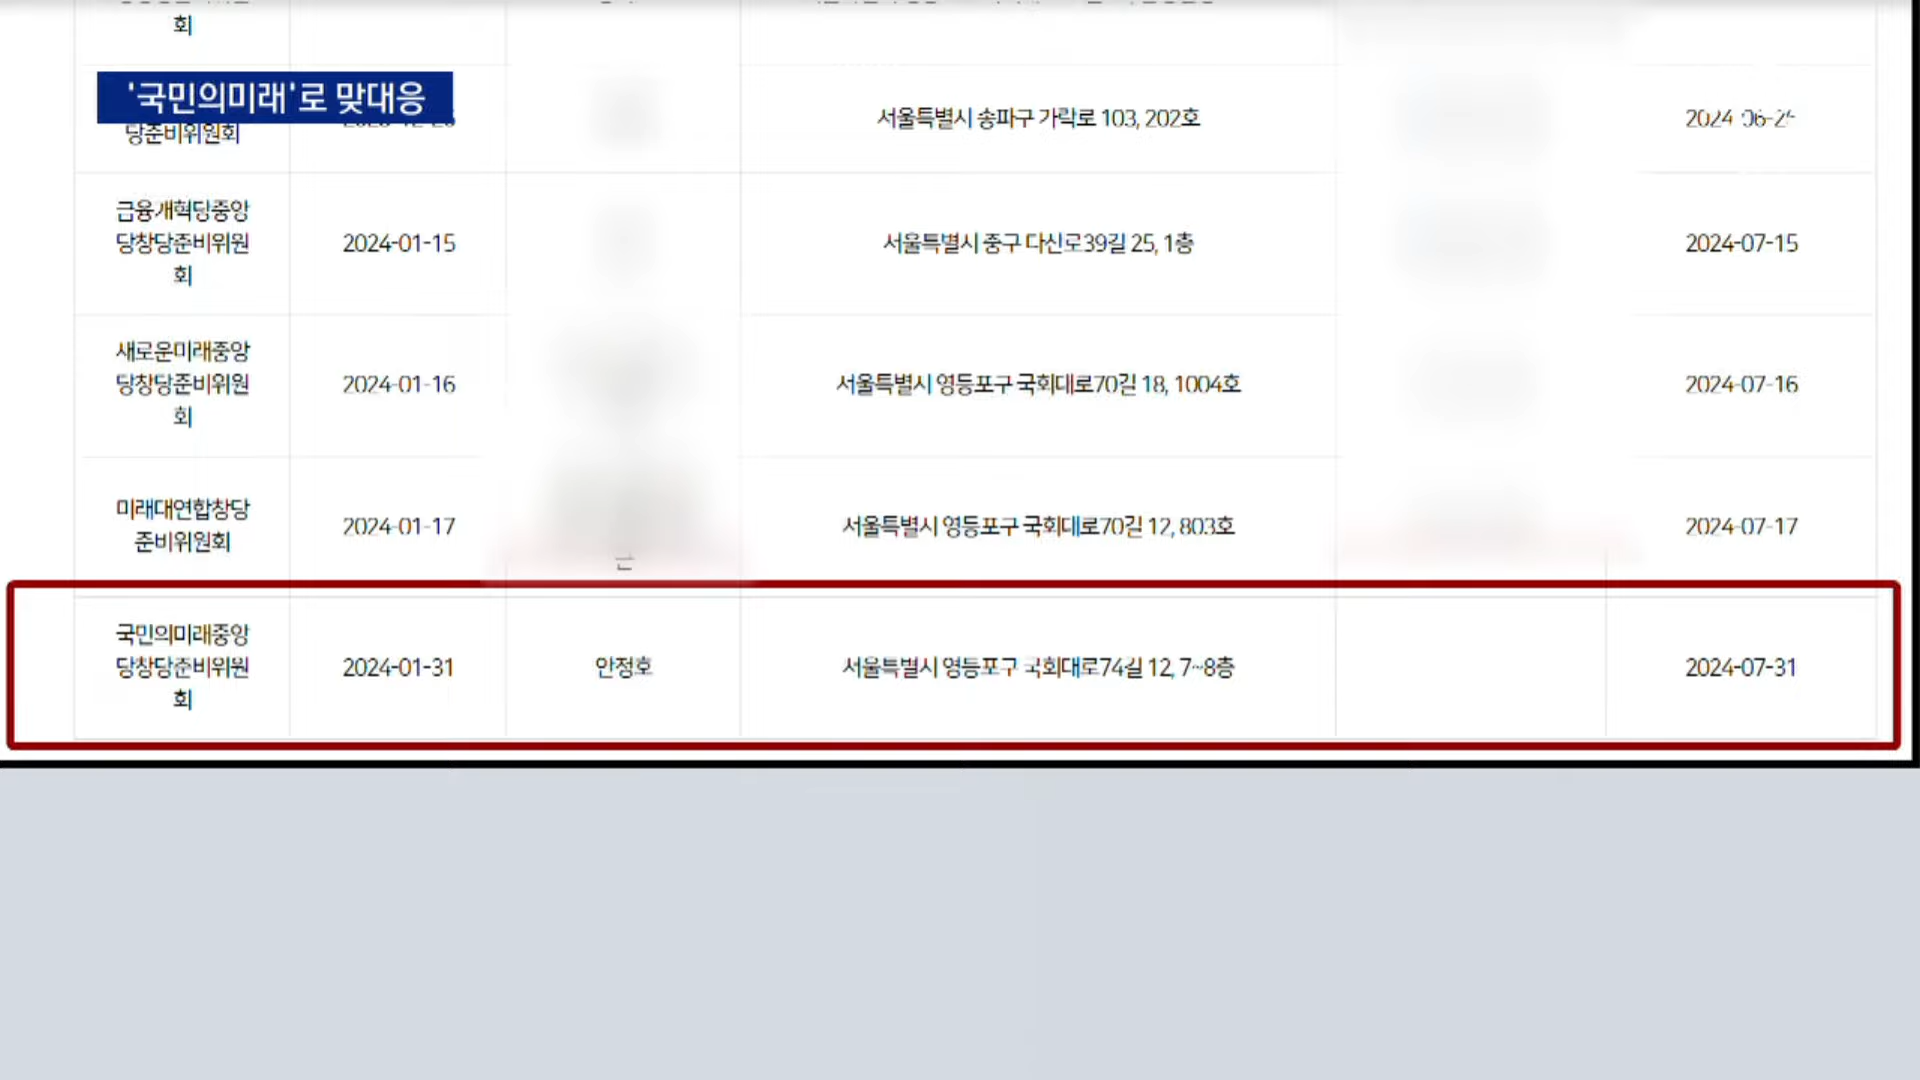 회
'국민의미래'로 맞대응
당준비위원회
서울특별시 송파구 가락로 103, 202호
금융개혁당중앙
당창당준비위원
회
2024-01-15
서울특별시 중구 다산로39길 25, 1층
2024-07-15
새로운미래중앙
당창당준비위원
회
2024-01-16
서울특별시 영등포구 국회대로70길 18, 1004호
2024-07-16
미래대연합창당
준비위원회
2024-01-17
서울특별시 영등포구 국회대로70길 12, 803호
2024-07-17
국민의미래중앙
당창당준비위원
회
2024-01-31
안정호
서울특별시 영등포구 국회대로74길 12, 7~8층
2024-07-31